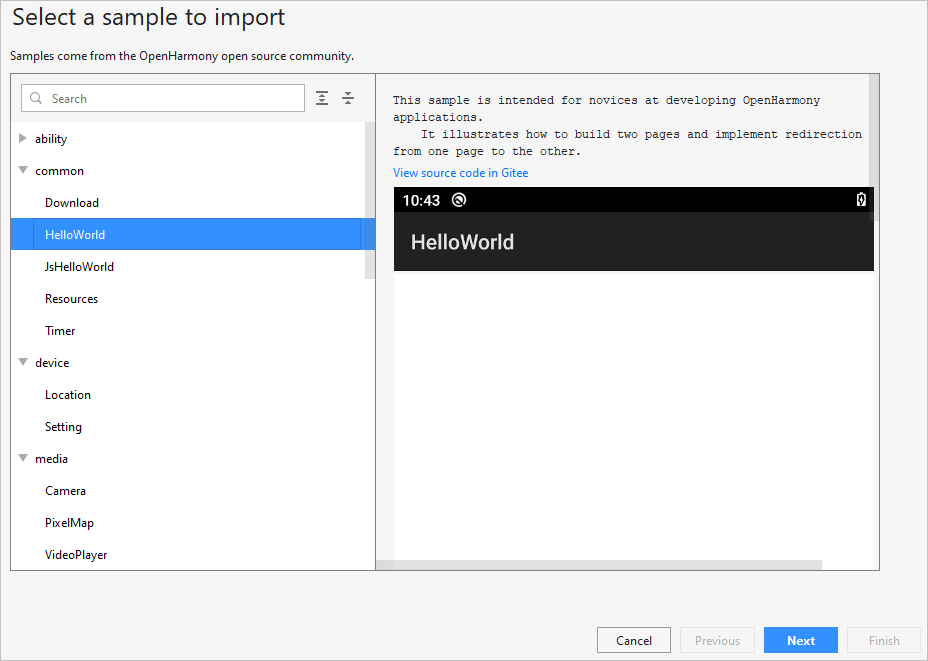 Select a sample to import
Samples come from the OpenHarmony open source community.
Search
ability
common
Download
HelloWorld
JsHelloWorld
Resources
Timer
device
Location
Setting
media
Camera
PixelMap
VideoPlayer
This sample is intended for novices at developing OpenHarmony
applications.
It illustrates how to build two pages and implement redirection
from one page to the other.
View source code in Gitee
10:43
HelloWorld
Cancel
Previous
Next
Finish